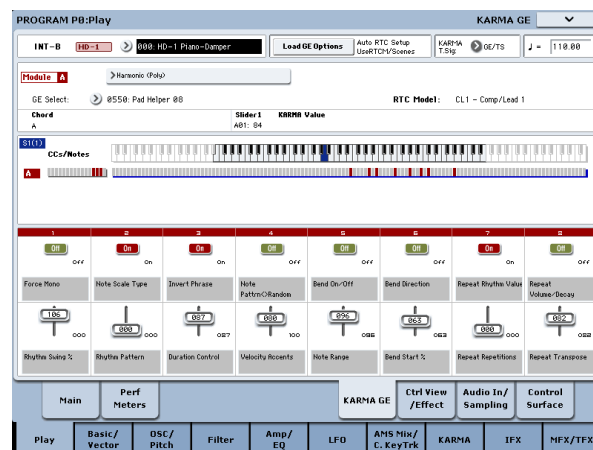 PROGRAM P0:Play
KARMA GE
INT-B HD-1 000: HD-1 Piano-Damper Load GE Options Auto RTC Setup UseRTCM/Scenes KARMA T.Sig: GE/TS ♩ = 110.00
Module A Harmonic (Poly)
GE Select: 0550: Pad Helper 08 RTC Model: CL1 - Comp/Lead 1
Chord Slider1 KARMA Value
A A01: 84
S1(1)
CCs/Notes
A
1 2 3 4 5 6 7 8
Off On On Off Off Off On Off
Off On On Off Off Off On Off
Force Mono Note Scale Type Invert Phrase Note Pattrn<>Random Bend On/Off Bend Direction Repeat Rhythm Value Repeat Volume/Decay
106 000 087 080 096 063 000 082
000 000 087 100 096 063 000 082
Rhythm Swing % Rhythm Pattern Duration Control Velocity Accents Note Range Bend Start % Repeat Repetitions Repeat Transpose
Main Perf Meters KARMA GE Ctrl View /Effect Audio In/ Sampling Control Surface
Play Basic/ Vector OSC/ Pitch Filter Amp/ EQ LFO AMS Mix/ C. KeyTrk KARMA IFX MFX/TFX